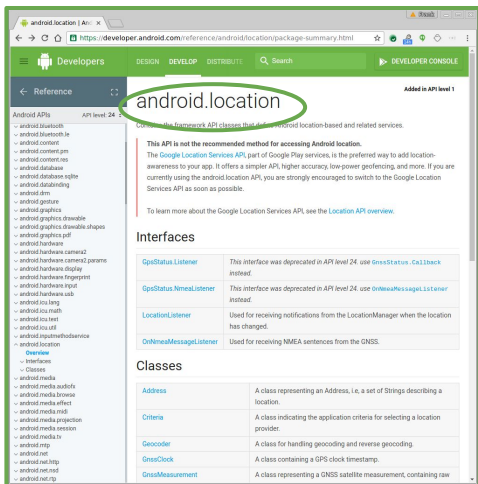 android.location | And
Frank
https://developer.android.com/reference/android/location/package-summary.html
Developers
DESIGN DEVELOP DISTRIBUTE Search DEVELOPER CONSOLE
Reference
Android APIs API level: 24
android.bluetooth
android.bluetooth.le
android.content
android.content.pm
android.content.res
android.database
android.database.sqlite
android.databinding
android.drm
android.gesture
android.graphics
android.graphics.drawable
android.graphics.drawable.shapes
android.graphics.pdf
android.hardware
android.hardware.camera2
android.hardware.camera2.params
android.hardware.display
android.hardware.fingerprint
android.hardware.input
android.hardware.usb
android.icu.lang
android.icu.math
android.icu.text
android.icu.util
android.inputmethodservice
android.location
Overview
Interfaces
Classes
android.media
android.media.audiofx
android.media.browse
android.media.effect
android.media.midi
android.media.projection
android.media.session
android.media.tv
android.mtp
android.net
android.net.http
android.net.nsd
android.net.rtp
Added in API level 1
android.location
the framework API classes that define Android location-based and related services.
This API is not the recommended method for accessing Android location.
The Google Location Services API, part of Google Play services, is the preferred way to add location-
awareness to your app. It offers a simpler API, higher accuracy, low-power geofencing, and more. If you are
currently using the android.location API, you are strongly encouraged to switch to the Google Location
Services API as soon as possible.
To learn more about the Google Location Services API, see the Location API overview.
Interfaces
GpsStatus.Listener This interface was deprecated in API level 24. use GnssStatus.Callback
instead.
GpsStatus.NmeaListener This interface was deprecated in API level 24. use OnNmeaMessageListener
instead.
LocationListener Used for receiving notifications from the LocationManager when the location
has changed.
OnNmeaMessageListener Used for receiving NMEA sentences from the GNSS.
Classes
Address A class representing an Address, i.e, a set of Strings describing a
location.
Criteria A class indicating the application criteria for selecting a location
provider.
Geocoder A class for handling geocoding and reverse geocoding.
GnssClock A class containing a GPS clock timestamp.
GnssMeasurement A class representing a GNSS satellite measurement, containing raw